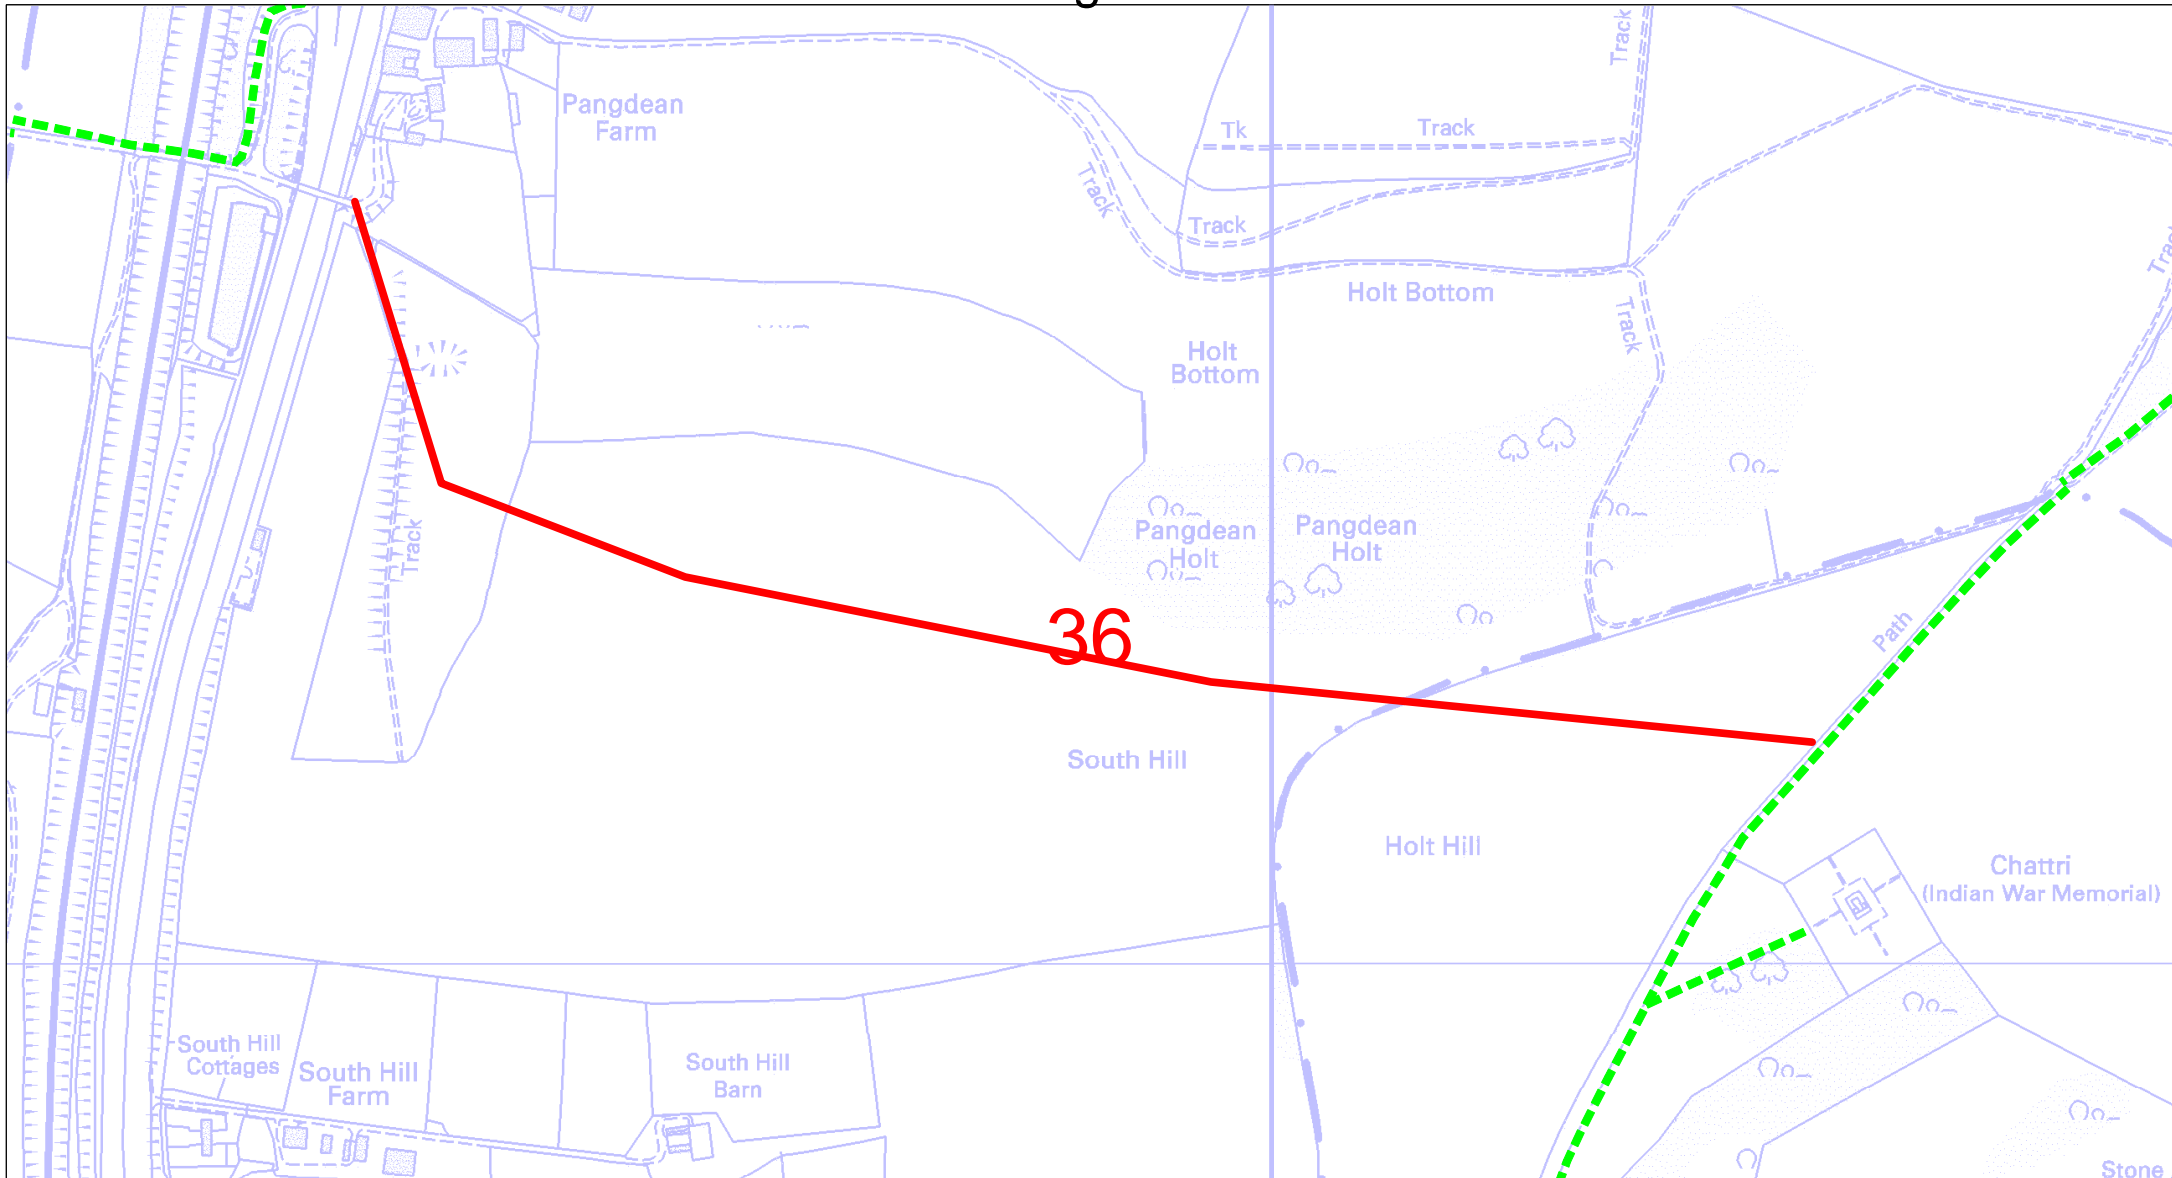 Track
Pangdean
Farm
Tk
Track
Track
Track
Track
Holt Bottom
Track
Holt
Bottom
Track
Pangdean
Holt
Pangdean
Holt
36
Path
South Hill
Holt Hill
Chattri
(Indian War Memorial)
South Hill
Cottages
South Hill
Farm
South Hill
Barn
Stone